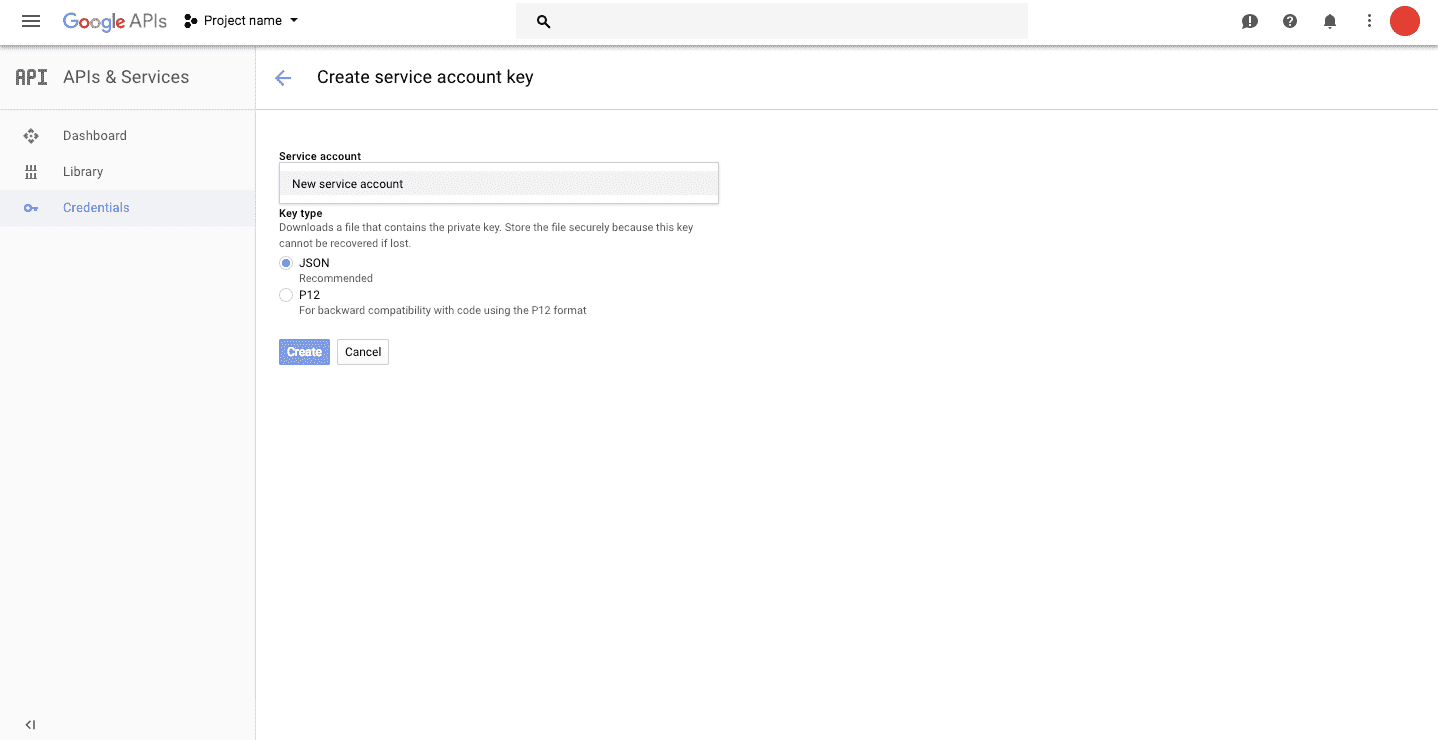 Google APIs Project name
API APIs & Services
Create service account key
Dashboard
Library
Credentials
Service account
New service account
Key type
Downloads a file that contains the private key. Store the file securely because this key
cannot be recovered if lost.
JSON
Recommended
P12
For backward compatibility with code using the P12 format
Create Cancel